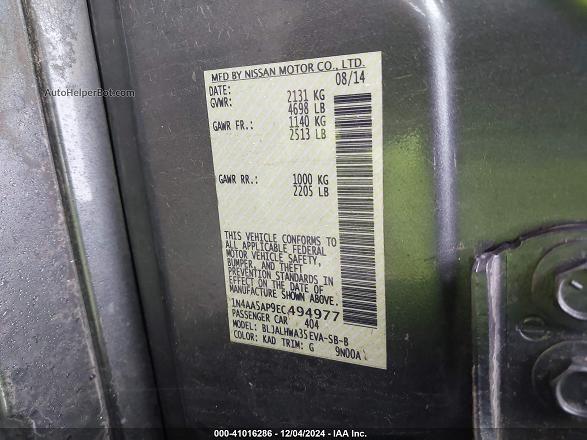 AutoHelperBot.com
MFD BY NISSAN MOTOR CO., LTD.
DATE: 08/14
GVWR: 2131 KG
4698 LB
GAWR FR.: 1140 KG
2513 LB
GAWR RR.: 1000 KG
2205 LB
THIS VEHICLE CONFORMS TO
ALL APPLICABLE FEDERAL
MOTOR VEHICLE SAFETY,
BUMPER, AND THEFT
PREVENTION STANDARDS IN
EFFECT ON THE DATE OF
MANUFACTURE SHOWN ABOVE.
1N4AA5AP9EC494977
PASSENGER CAR 404
MODEL: BLJALHWA35EVA-SB-B
COLOR: KAD TRIM: G 9N00A
000-41016286 - 12/04/2024 - IAA Inc.